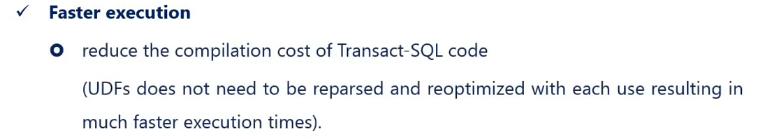 ✓ Faster execution
reduce the compilation cost of Transact-SQL code
(UDFs does not need to be reparsed and reoptimized with each use resulting in
much faster execution times).